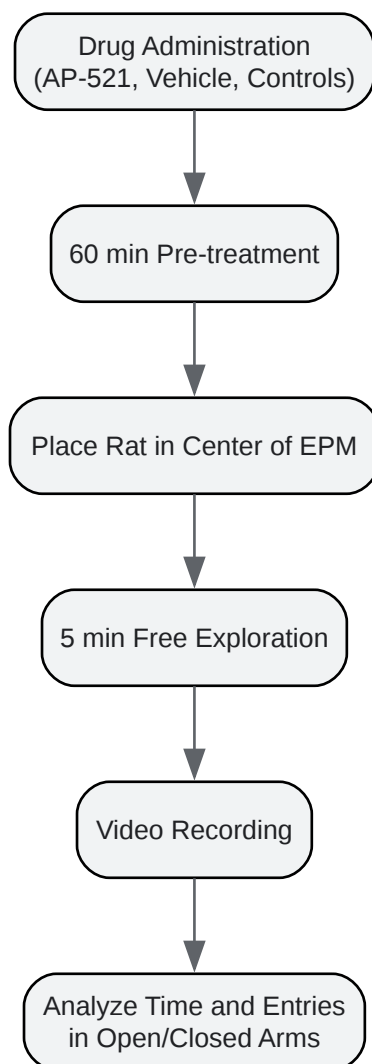 Drug Administration
(AP-521, Vehicle, Controls)
60 min Pre-treatment
Place Rat in Center of EPM
5 min Free Exploration
Video Recording
Analyze Time and Entries
in Open/Closed Arms